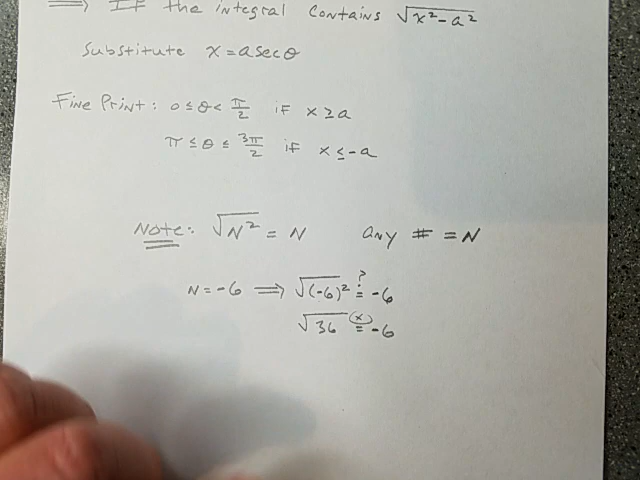 ⟹ If the integral contains √(x²-a²)
Substitute x = a sec θ
Fine Print: 0 ≤ θ < π/2 if x ≥ a
π ≤ θ ≤ 3π/2 if x ≤ -a
Note: √N² = N any # = N
N = -6 ⟹ √(-6)² ≟ -6
√36 (x)= -6